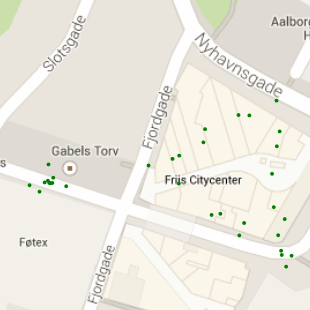 Aalborg
H
Slotsgade
Nyhavnsgade
Fjordgade
Gabels Torv
s
Friis Citycenter
Føtex
Fjordgade